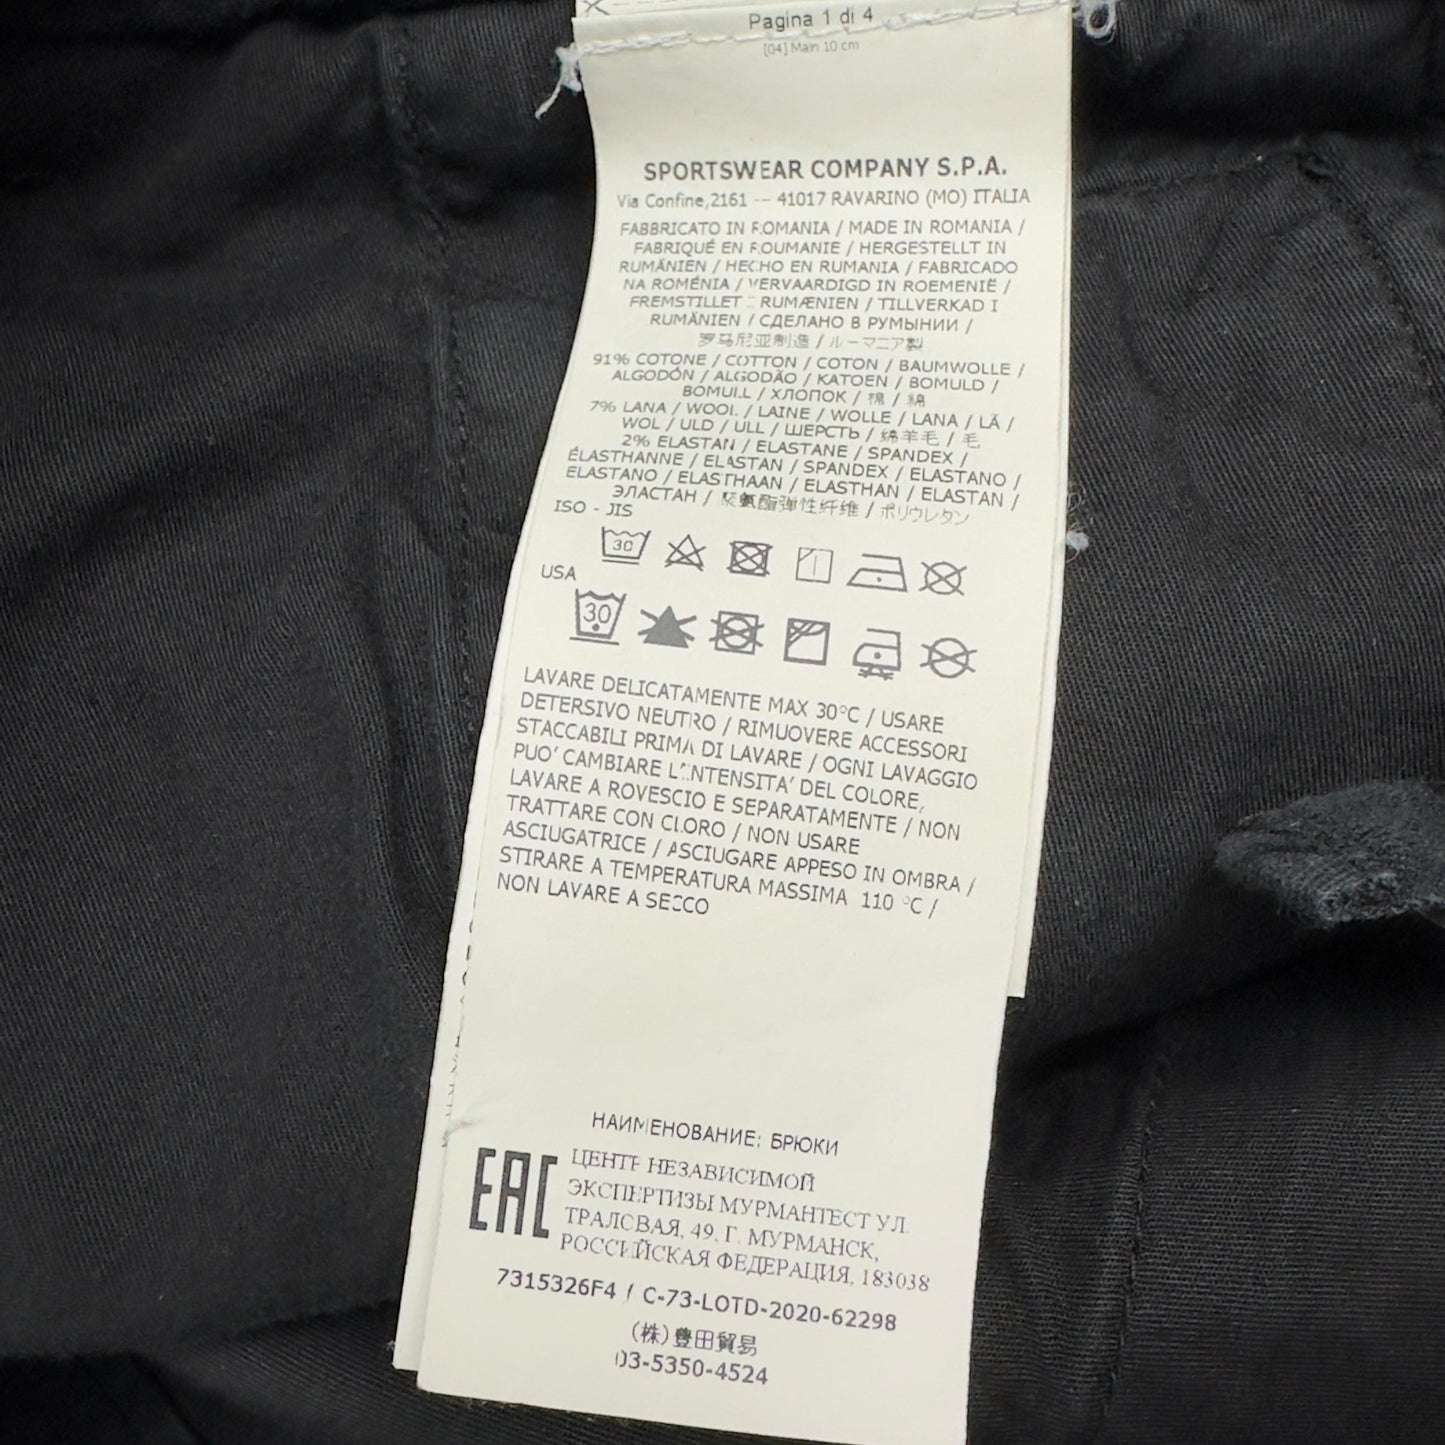 Pagina 1 di 4
[04] Main 10 cm
SPORTSWEAR COMPANY S.P.A.
Via Confine,2161 -- 41017 RAVARINO (MO) ITALIA
FABBRICATO IN ROMANIA / MADE IN ROMANIA /
FABRIQUÉ EN ROUMANIE / HERGESTELLT IN
RUMÄNIEN / HECHO EN RUMANIA / FABRICADO
NA ROMÉNIA / VERVAARDIGD IN ROEMENIË /
FREMSTILLET I RUMÆNIEN / TILLVERKAD I
RUMÄNIEN / СДЕЛАНО В РУМЫНИИ /
罗马尼亚制造 / ルーマニア製
91% COTONE / COTTON / COTON / BAUMWOLLE /
ALGODÓN / ALGODÃO / KATOEN / BOMULD /
BOMULL / ХЛОПОК / 棉 / 綿
7% LANA / WOOL / LAINE / WOLLE / LANA / LÃ /
WOL / ULD / ULL / ШЕРСТЬ / 绵羊毛 / 毛
2% ELASTAN / ELASTANE / SPANDEX /
ÉLASTHANNE / ELASTAN / SPANDEX / ELASTANO /
ELASTANO / ELASTHAAN / ELASTHAN / ELASTAN /
ЭЛАСТАН / 聚氨酯弹性纤维 / ポリウレタン
ISO - JIS
30
USA
30
LAVARE DELICATAMENTE MAX 30°C / USARE
DETERSIVO NEUTRO / RIMUOVERE ACCESSORI
STACCABILI PRIMA DI LAVARE / OGNI LAVAGGIO
PUO' CAMBIARE L'INTENSITA' DEL COLORE,
LAVARE A ROVESCIO E SEPARATAMENTE / NON
TRATTARE CON CLORO / NON USARE
ASCIUGATRICE / ASCIUGARE APPESO IN OMBRA /
STIRARE A TEMPERATURA MASSIMA 110 °C /
NON LAVARE A SECCO
НАИМЕНОВАНИЕ: БРЮКИ
EAC
ЦЕНТР НЕЗАВИСИМОЙ
ЭКСПЕРТИЗЫ МУРМАНТЕСТ УЛ.
ТРАЛОВАЯ, 49, Г. МУРМАНСК,
РОССИЙСКАЯ ФЕДЕРАЦИЯ, 183038
7315326F4 / C-73-LOTD-2020-62298
(株)豊田貿易
03-5350-4524